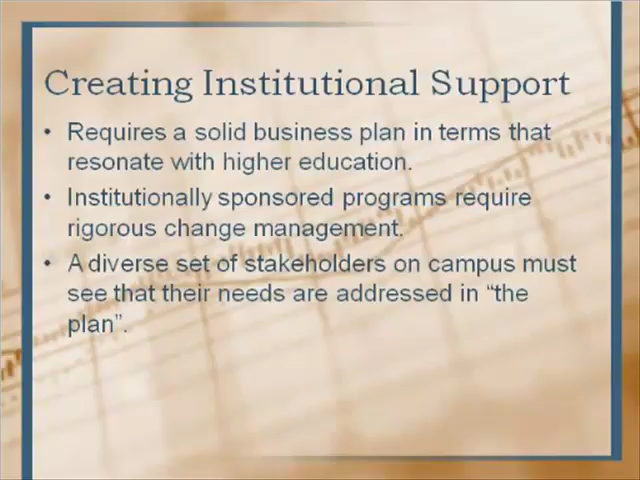 Creating Institutional Support
• Requires a solid business plan in terms that
resonate with higher education.
• Institutionally sponsored programs require
rigorous change management.
• A diverse set of stakeholders on campus must
see that their needs are addressed in “the
plan”.